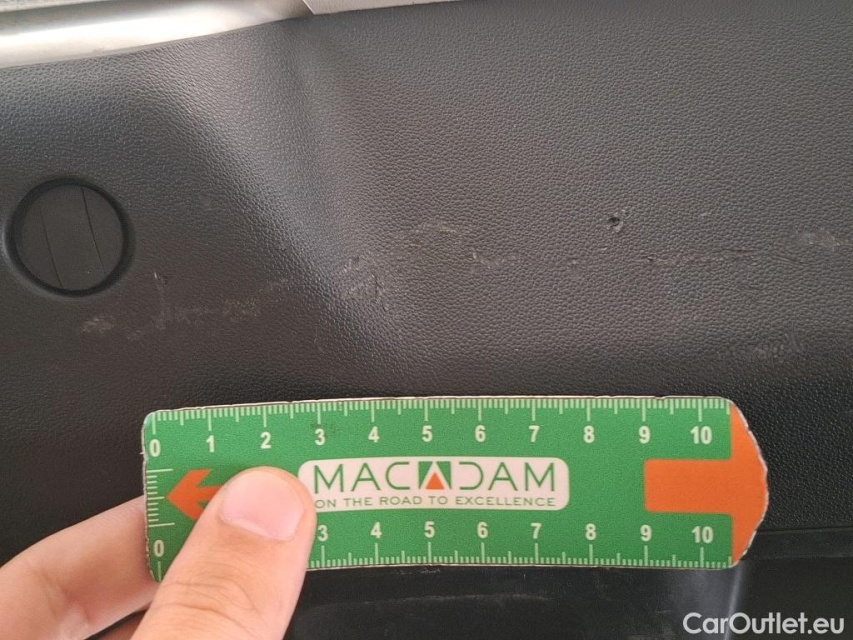 0 1 2 3 4 5 6 7 8 9 10
MACADAM
ON THE ROAD TO EXCELLENCE
0 3 4 5 6 7 8 9 10
CarOutlet.eu